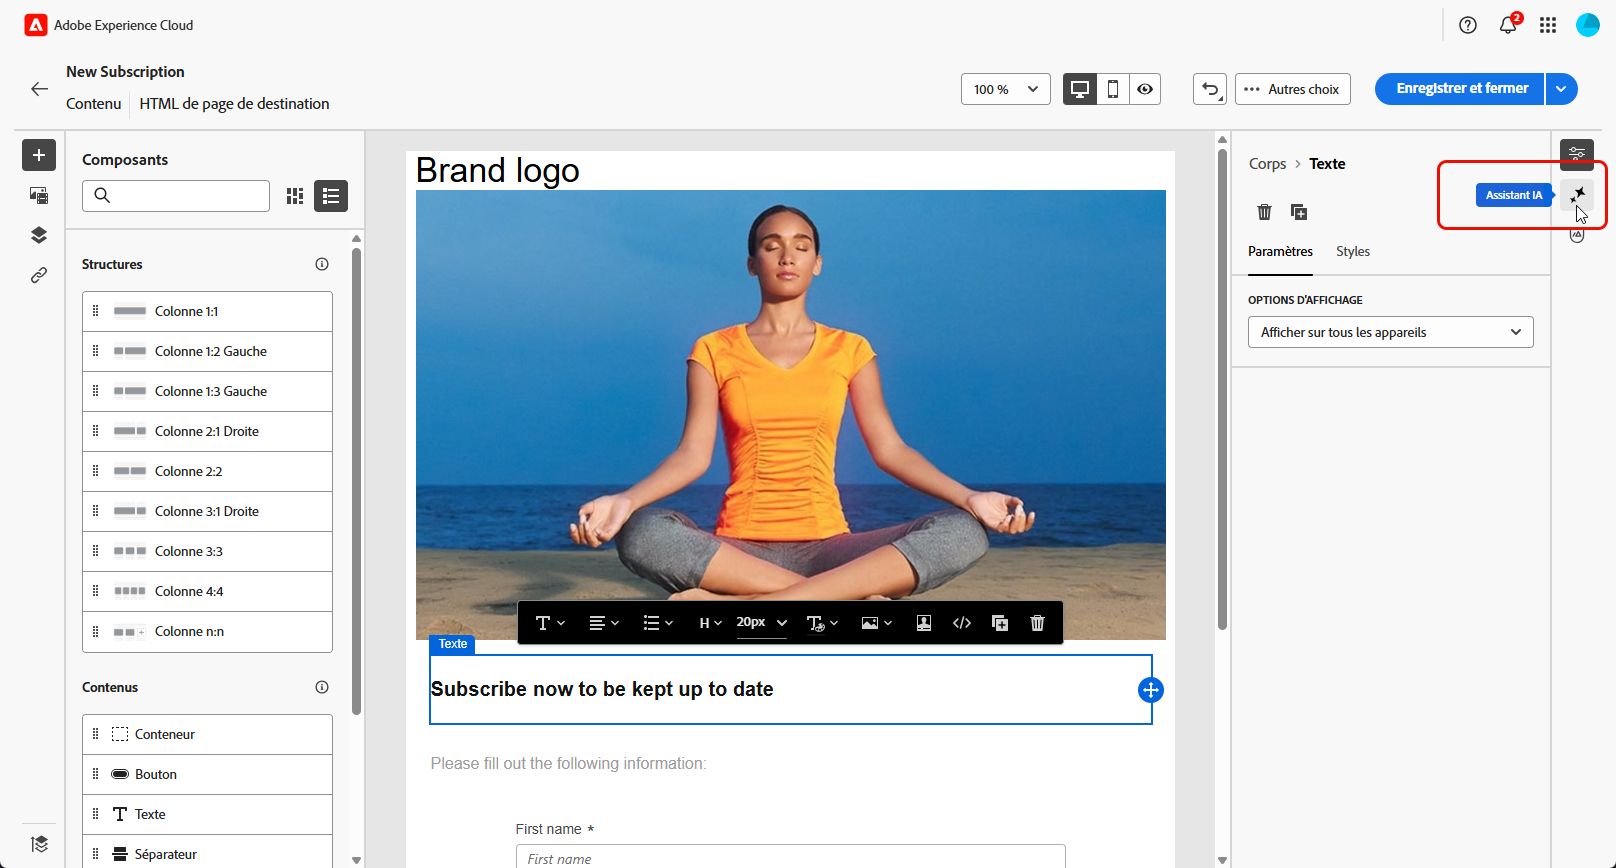 Adobe Experience Cloud
2
New Subscription
Contenu
HTML de page de destination
100 %
Autres choix
Enregistrer et fermer
Composants
Structures
Colonne 1:1
Colonne 1:2 Gauche
Colonne 1:3 Gauche
Colonne 2:1 Droite
Colonne 2:2
Colonne 3:1 Droite
Colonne 3:3
Colonne 4:4
Colonne n:n
Contenus
Conteneur
Bouton
Texte
Séparateur
Brand logo
H
20px
Texte
Subscribe now to be kept up to date
Please fill out the following information:
First name *
First name
Corps > Texte
Assistant IA
Paramètres
Styles
OPTIONS D'AFFICHAGE
Afficher sur tous les appareils